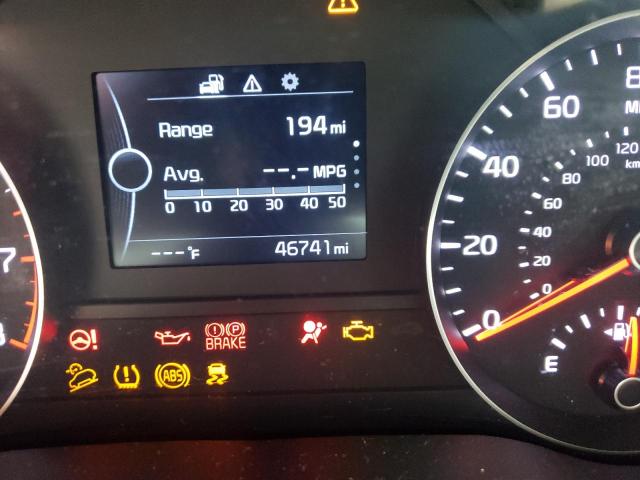 Range 194 mi
Avg. --.- MPG
0 10 20 30 40 50
---°F 46741 mi
BRAKE
ABS
7
0 20 40 60
0 20 40 60 80 100 120
km
E